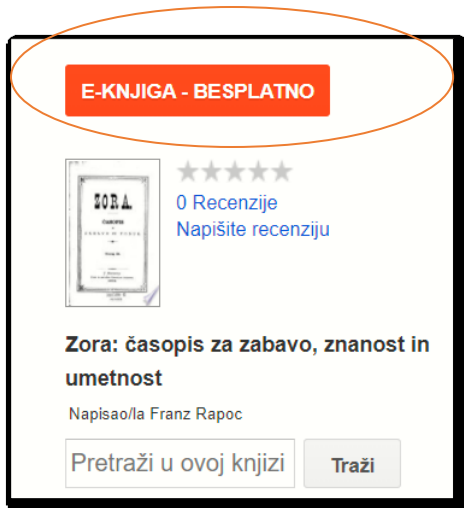 E-KNJIGA - BESPLATNO
ZORA.
ČASOPIS
0 Recenzije
Napišite recenziju
Zora: časopis za zabavo, znanost in
umetnost
Napisao/la Franz Rapoc
Pretraži u ovoj knjizi
Traži